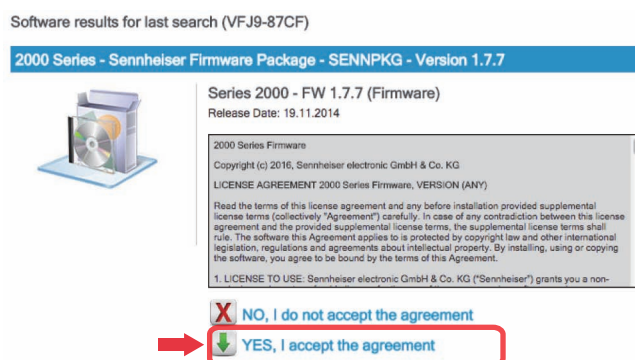 Software results for last search (VFJ9-87CF)
2000 Series - Sennheiser Firmware Package - SENNPKG - Version 1.7.7
Series 2000 - FW 1.7.7 (Firmware)
Release Date: 19.11.2014
2000 Series Firmware
Copyright (c) 2016, Sennheiser electronic GmbH & Co. KG
LICENSE AGREEMENT 2000 Series Firmware, VERSION (ANY)
Read the terms of this license agreement and any before installation provided supplemental
license terms (collectively "Agreement") carefully. In case of any contradiction between this license
agreement and the provided supplemental license terms, the supplemental license terms shall
rule. The software this Agreement applies to is protected by copyright law and other international
legislation, regulations and agreements about intellectual property. By installing, using or copying
the software, you agree to be bound by the terms of this Agreement.
1. LICENSE TO USE: Sennheiser electronic GmbH & Co. KG ("Sennheiser") grants you a non-
NO, I do not accept the agreement
YES, I accept the agreement